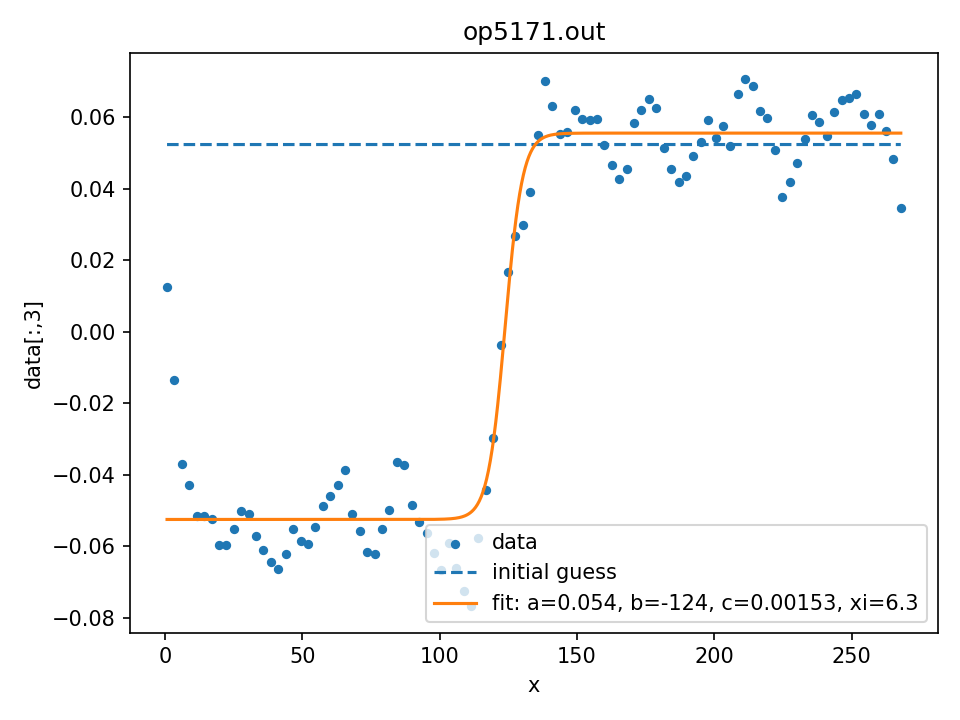 op5171.out
0.06
0.04
0.02
0.00
−0.02
−0.04
−0.06
−0.08
data[:,3]
data
initial guess
fit: a=0.054, b=-124, c=0.00153, xi=6.3
0 50 100 150 200 250
x